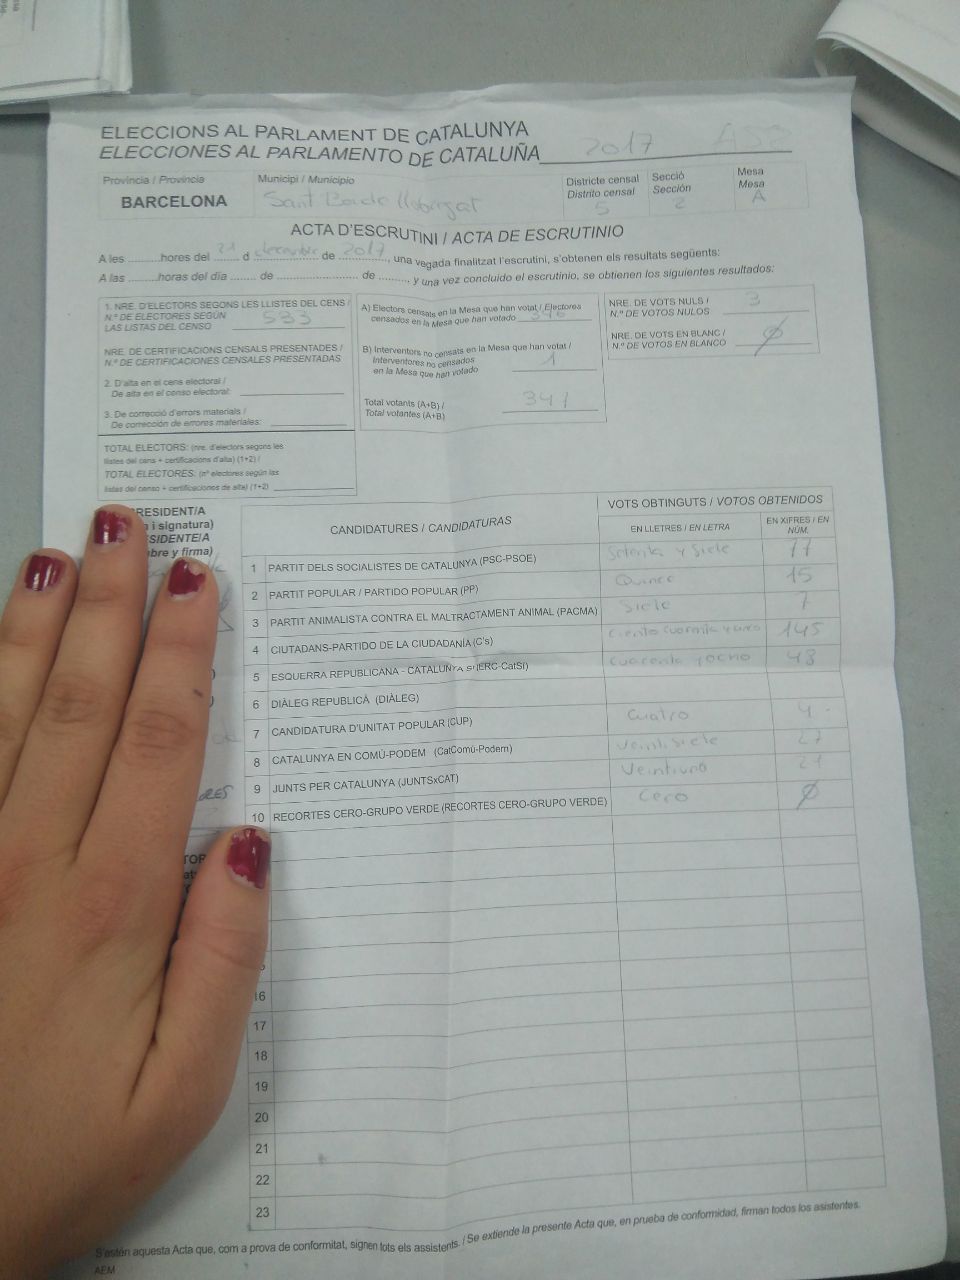 ELECCIONS AL PARLAMENT DE CATALUNYA
ELECCIONES AL PARLAMENTO DE CATALUÑA 2017
Província / Provincia
BARCELONA
Municipi / Municipio
Sant Boi de Llobregat
Districte censal
Distrito censal
5
Secció
Sección
2
Mesa
Mesa
A
ACTA D'ESCRUTINI / ACTA DE ESCRUTINIO
A les ..........hores del 21 d desembre de 2017, una vegada finalitzat l'escrutini, s'obtenen els resultats següents:
A las ..........horas del día ........ de .......................... de ........, y una vez concluido el escrutinio, se obtienen los siguientes resultados:
1. NRE. D'ELECTORS SEGONS LES LLISTES DEL CENS /
N.º DE ELECTORES SEGÚN
LAS LISTAS DEL CENSO 533
NRE. DE CERTIFICACIONS CENSALS PRESENTADES /
N.º DE CERTIFICACIONES CENSALES PRESENTADAS
2. D'alta en el cens electoral /
De alta en el censo electoral:
3. De correcció d'errors materials /
De corrección de errores materiales:
TOTAL ELECTORS: (nre. d'electors segons les
llistes del cens + certificacions d'alta) (1+2) /
TOTAL ELECTORES: (nº electores según las
listas del censo + certificaciones de alta) (1+2)
A) Electors censats en la Mesa que han votat / Electores
censados en la Mesa que han votado 346
B) Interventors no censats en la Mesa que han votat /
Interventores no censados
en la Mesa que han votado 1
Total votants (A+B) /
Total votantes (A+B) 347
NRE. DE VOTS NULS /
N.º DE VOTOS NULOS 3
NRE. DE VOTS EN BLANC /
N.º DE VOTOS EN BLANCO Ø
RESIDENT/A
i signatura)
SIDENTE/A
bre y firma)
CANDIDATURES / CANDIDATURAS
VOTS OBTINGUTS / VOTOS OBTENIDOS
EN LLETRES / EN LETRA
EN XIFRES / EN
NÚM.
1 PARTIT DELS SOCIALISTES DE CATALUNYA (PSC-PSOE) Setenta y Siete 77
2 PARTIT POPULAR / PARTIDO POPULAR (PP) Quince 15
3 PARTIT ANIMALISTA CONTRA EL MALTRACTAMENT ANIMAL (PACMA) Siete 7
4 CIUTADANS-PARTIDO DE LA CIUDADANÍA (C's) 145
5 ESQUERRA REPUBLICANA - CATALUNYA SÍ (ERC-CatSÍ) Cuarenta y ocho 48
6 DIÀLEG REPUBLICÀ (DIÀLEG)
7 CANDIDATURA D'UNITAT POPULAR (CUP) Cuatro 4
8 CATALUNYA EN COMÚ-PODEM (CatComú-Podem) Veintisiete 27
9 JUNTS PER CATALUNYA (JUNTSxCAT) Veintiuno 21
10 RECORTES CERO-GRUPO VERDE (RECORTES CERO-GRUPO VERDE) Cero Ø
16
17
18
19
20
21
22
23
S'estén aquesta Acta que, com a prova de conformitat, signen tots els assistents. / Se extiende la presente Acta que, en prueba de conformidad, firman todos los asistentes.
AEM